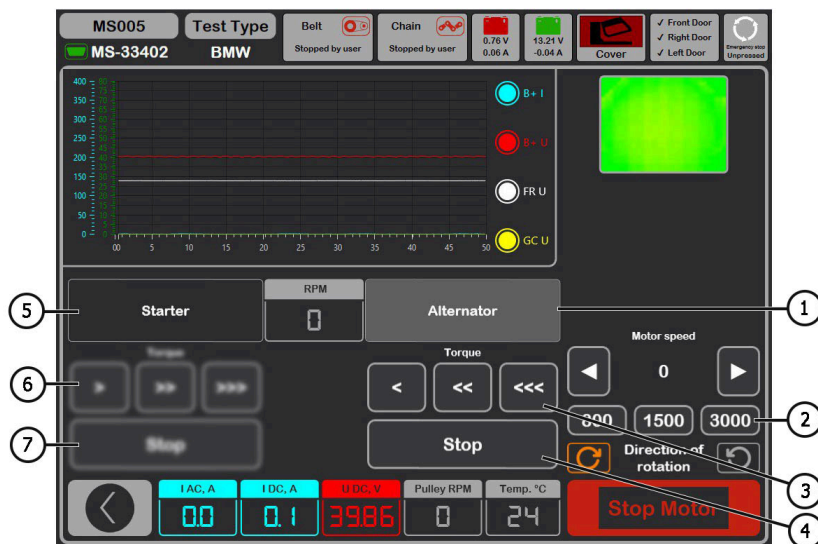 MS005
Test Type
MS-33402
BMW
Belt
Stopped by user
Chain
Stopped by user
0.76 V
0.06 A
13.21 V
-0.04 A
Cover
✓ Front Door
✓ Right Door
✓ Left Door
Emergency stop
Unpressed
400
350
300
250
200
150
100
50
0
80
75
70
65
60
55
50
45
40
35
30
25
20
15
10
5
0
00 5 10 15 20 25 30 35 40 45 50
B+ I
B+ U
FR U
GC U
5
Starter
RPM
0
Alternator
1
Torque
6
> >> >>>
7
Stop
Torque
< << <<<
Stop
Motor speed
0
800 1500 3000
2
Direction of
rotation
3
4
I AC, A
0.0
I DC, A
0.1
U DC, V
39.86
Pulley RPM
0
Temp. °C
24
Stop Motor